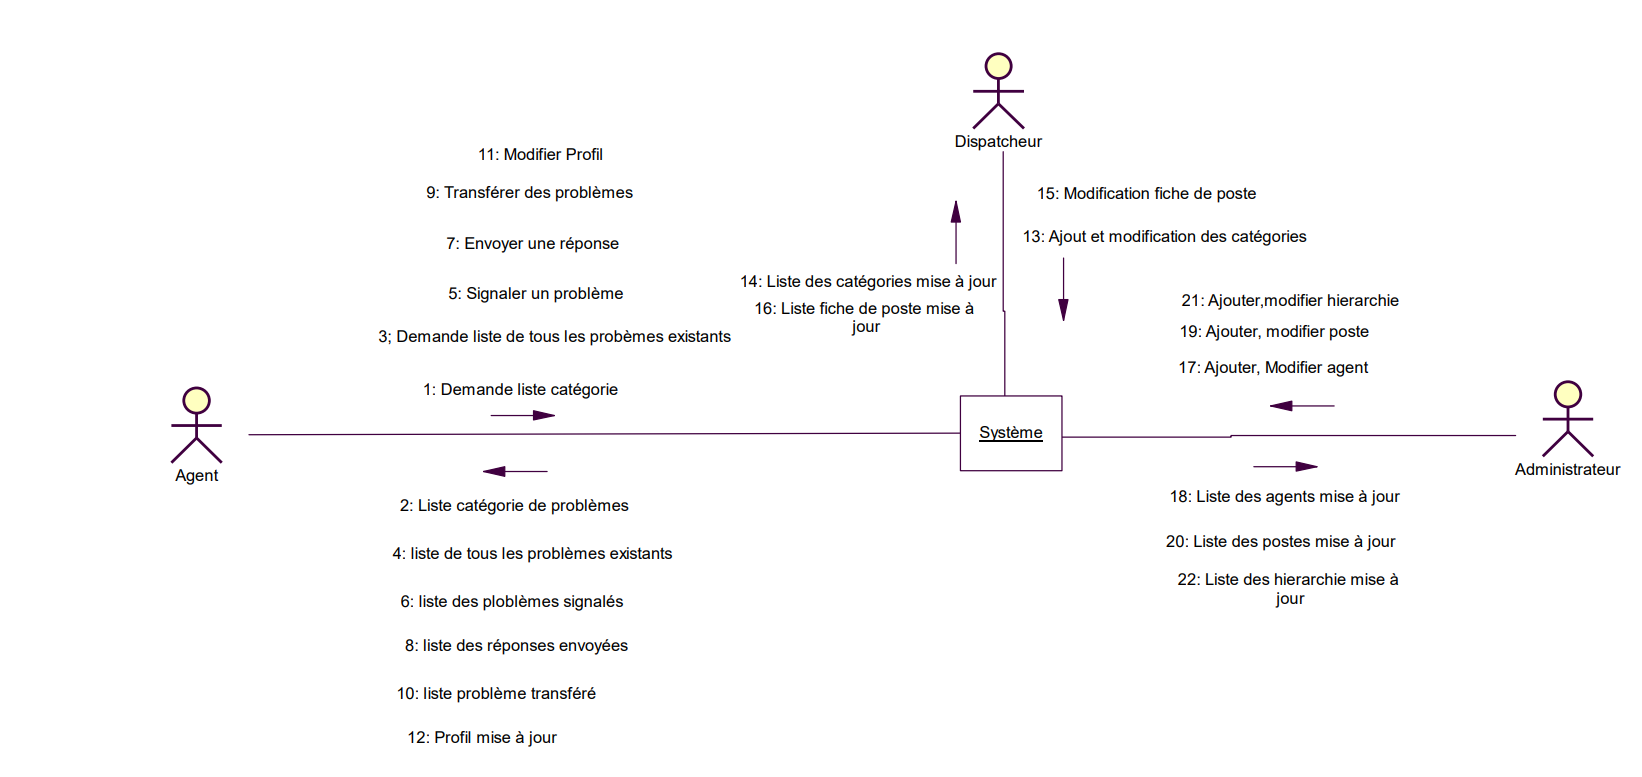 Dispatcheur
11: Modifier Profil
9: Transférer des problèmes
7: Envoyer une réponse
5: Signaler un problème
3; Demande liste de tous les probèmes existants
1: Demande liste catégorie
15: Modification fiche de poste
13: Ajout et modification des catégories
14: Liste des catégories mise à jour
16: Liste fiche de poste mise à
jour
21: Ajouter,modifier hierarchie
19: Ajouter, modifier poste
17: Ajouter, Modifier agent
Agent
Système
Administrateur
2: Liste catégorie de problèmes
4: liste de tous les problèmes existants
6: liste des ploblèmes signalés
8: liste des réponses envoyées
10: liste problème transféré
12: Profil mise à jour
18: Liste des agents mise à jour
20: Liste des postes mise à jour
22: Liste des hierarchie mise à
jour